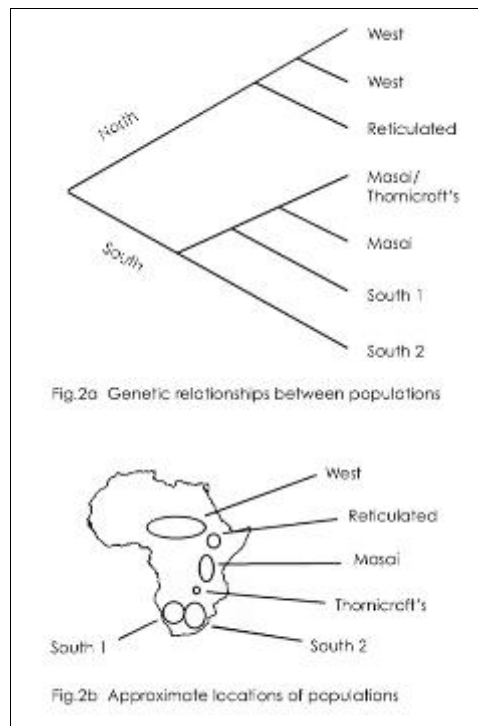 West
West
North
Reticulated
Masai/
Thornicroft's
Masai
South
South 1
South 2
Fig.2a Genetic relationships between populations
West
Reticulated
Masai
Thornicroft's
South 1
South 2
Fig.2b Approximate locations of populations